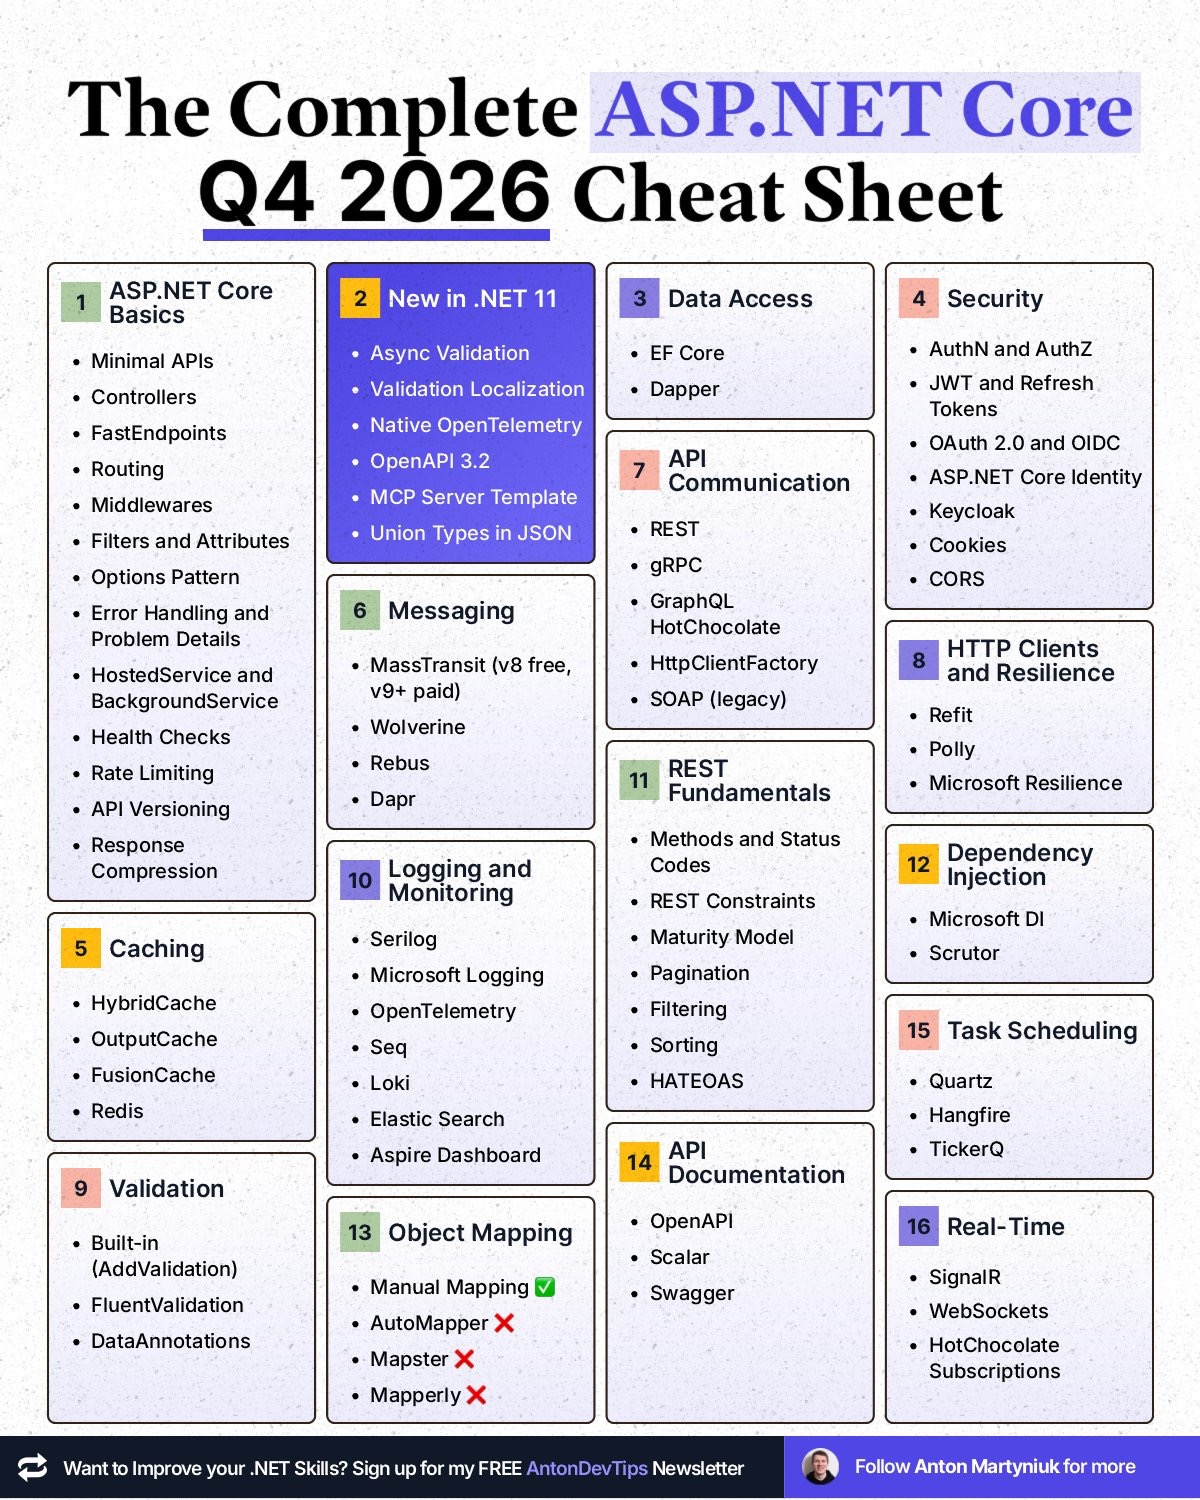 The Complete ASP.NET Core
Q4 2026 Cheat Sheet
1
ASP.NET Core
Basics
• Minimal APIs
• Controllers
• FastEndpoints
• Routing
• Middlewares
• Filters and Attributes
• Options Pattern
• Error Handling and
Problem Details
• HostedService and
BackgroundService
• Health Checks
• Rate Limiting
• API Versioning
• Response
Compression
2 New in .NET 11
• Async Validation
• Validation Localization
• Native OpenTelemetry
• OpenAPI 3.2
• MCP Server Template
• Union Types in JSON
3 Data Access
• EF Core
• Dapper
4 Security
• AuthN and AuthZ
• JWT and Refresh
Tokens
• OAuth 2.0 and OIDC
• ASP.NET Core Identity
• Keycloak
• Cookies
• CORS
5 Caching
• HybridCache
• OutputCache
• FusionCache
• Redis
6 Messaging
• MassTransit (v8 free,
v9+ paid)
• Wolverine
• Rebus
• Dapr
7
API
Communication
• REST
• gRPC
• GraphQL
HotChocolate
• HttpClientFactory
• SOAP (legacy)
8
HTTP Clients
and Resilience
• Refit
• Polly
• Microsoft Resilience
9 Validation
• Built-in
(AddValidation)
• FluentValidation
• DataAnnotations
10
Logging and
Monitoring
• Serilog
• Microsoft Logging
• OpenTelemetry
• Seq
• Loki
• Elastic Search
• Aspire Dashboard
11
REST
Fundamentals
• Methods and Status
Codes
• REST Constraints
• Maturity Model
• Pagination
• Filtering
• Sorting
• HATEOAS
12
Dependency
Injection
• Microsoft DI
• Scrutor
13 Object Mapping
• Manual Mapping ✅
• AutoMapper ❌
• Mapster ❌
• Mapperly ❌
14
API
Documentation
• OpenAPI
• Scalar
• Swagger
15 Task Scheduling
• Quartz
• Hangfire
• TickerQ
16 Real-Time
• SignalR
• WebSockets
• HotChocolate
Subscriptions
Want to Improve your .NET Skills? Sign up for my FREE AntonDevTips Newsletter
Follow Anton Martyniuk for more